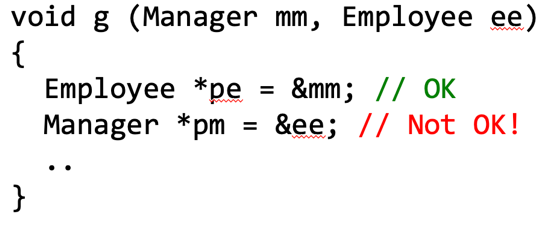 void g (Manager mm, Employee ee)
{
Employee *pe = &mm; // OK
Manager *pm = &ee; // Not OK!
..
}